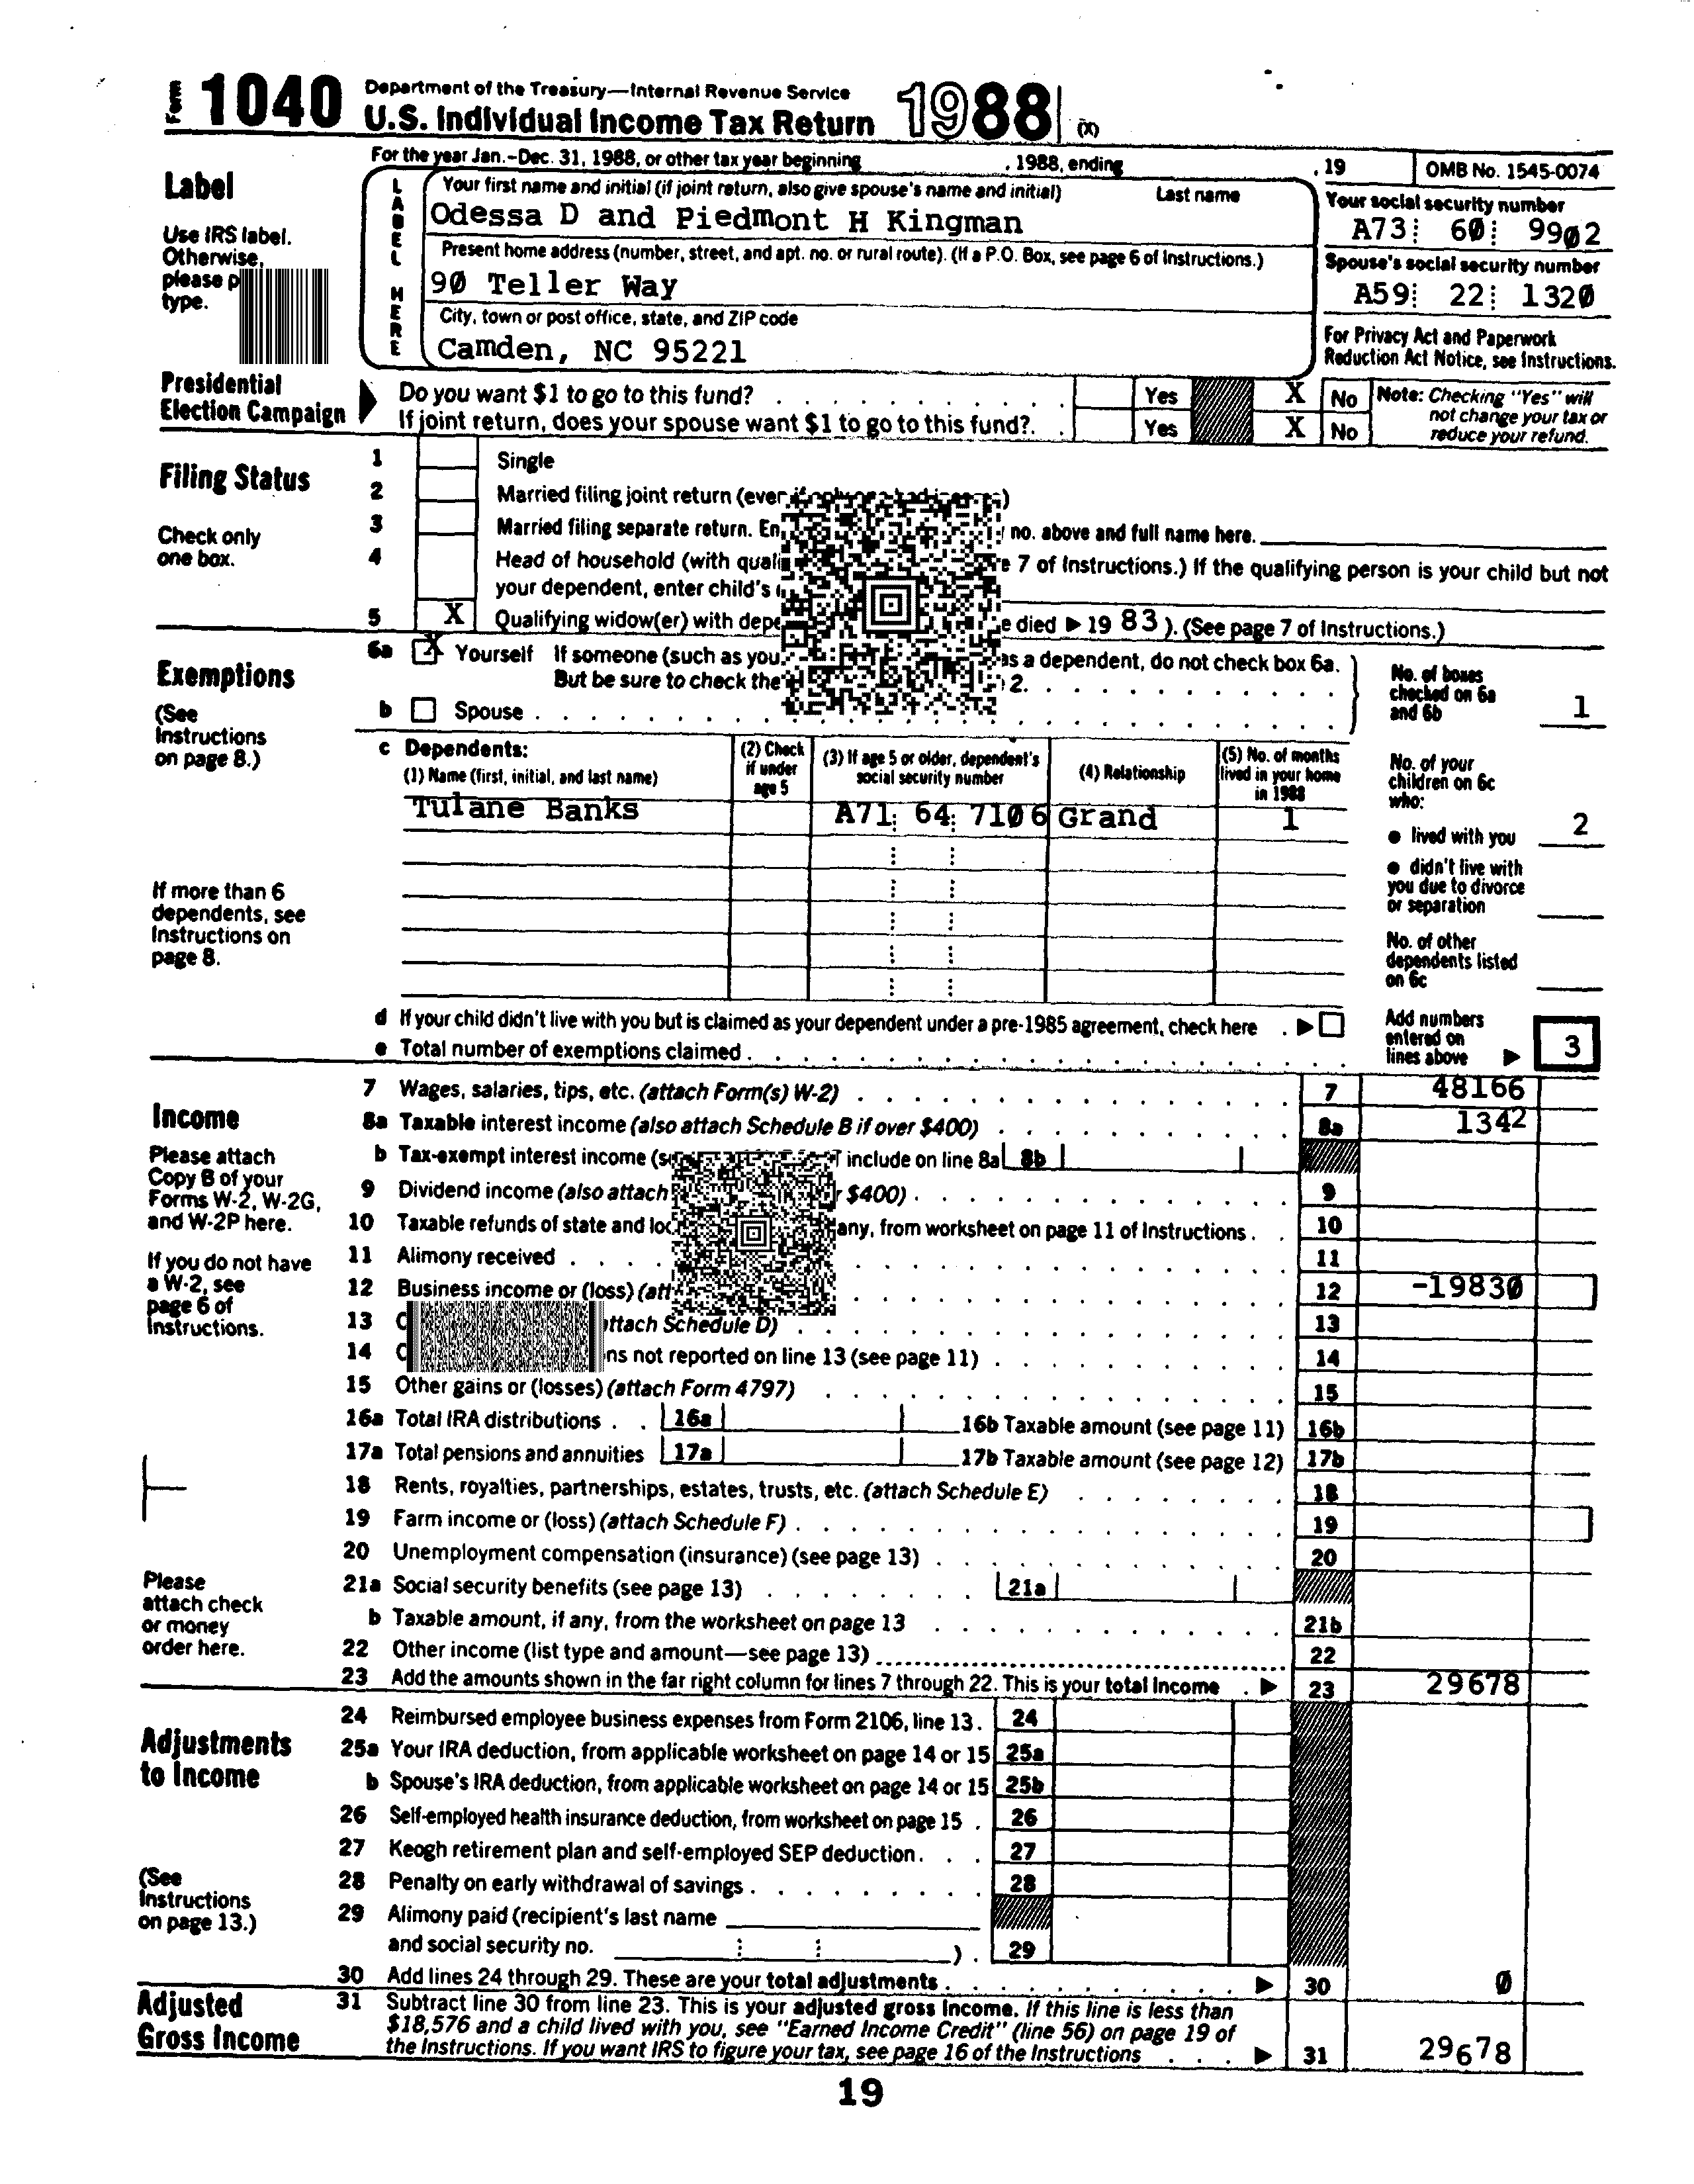 Form 1040 Department of the Treasury—Internal Revenue Service
U.S. Individual Income Tax Return 1988 (X)
For the year Jan.-Dec. 31, 1988, or other tax year beginning , 1988, ending , 19 OMB No. 1545-0074
Label
Use IRS label.
Otherwise,
please p
type.
LABEL HERE
Your first name and initial (if joint return, also give spouse's name and initial) Last name
Odessa D and Piedmont H Kingman
Present home address (number, street, and apt. no. or rural route). (If a P.O. Box, see page 6 of Instructions.)
90 Teller Way
City, town or post office, state, and ZIP code
Camden, NC 95221
Your social security number
A73 60 9902
Spouse's social security number
A59 22 1320
For Privacy Act and Paperwork
Reduction Act Notice, see Instructions.
Presidential
Election Campaign
Do you want $1 to go to this fund? Yes X No
If joint return, does your spouse want $1 to go to this fund?. Yes X No
Note: Checking "Yes" will
not change your tax or
reduce your refund.
Filing Status
Check only
one box.
1 Single
2 Married filing joint return (even
3 Married filing separate return. En no. above and full name here.
4 Head of household (with quali e 7 of Instructions.) If the qualifying person is your child but not
your dependent, enter child's
5 X Qualifying widow(er) with depe e died ▶ 19 83 ). (See page 7 of Instructions.)
Exemptions
(See
Instructions
on page 8.)
6a X Yourself If someone (such as you as a dependent, do not check box 6a.
But be sure to check the 2.
b Spouse
No. of boxes
checked on 6a
and 6b 1
c Dependents:
(1) Name (first, initial, and last name)
(2) Check
if under
age 5
(3) If age 5 or older, dependent's
social security number
(4) Relationship
(5) No. of months
lived in your home
in 1988
Tulane Banks A71 64 7106 Grand 1
No. of your
children on 6c
who:
● lived with you 2
● didn't live with
you due to divorce
or separation
No. of other
dependents listed
on 6c
If more than 6
dependents, see
Instructions on
page 8.
d If your child didn't live with you but is claimed as your dependent under a pre-1985 agreement, check here . ▶
e Total number of exemptions claimed
Add numbers
entered on
lines above ▶ 3
Income
Please attach
Copy B of your
Forms W-2, W-2G,
and W-2P here.
If you do not have
a W-2, see
page 6 of
Instructions.
Please
attach check
or money
order here.
7 Wages, salaries, tips, etc. (attach Form(s) W-2) 7 48166
8a Taxable interest income (also attach Schedule B if over $400) 8a 1342
b Tax-exempt interest income (s include on line 8a 8b
9 Dividend income (also attach $400) 9
10 Taxable refunds of state and loc any, from worksheet on page 11 of Instructions . 10
11 Alimony received 11
12 Business income or (loss) (att 12 -19830
13 C ttach Schedule D) 13
14 C ns not reported on line 13 (see page 11) 14
15 Other gains or (losses) (attach Form 4797) 15
16a Total IRA distributions 16a 16b Taxable amount (see page 11) 16b
17a Total pensions and annuities 17a 17b Taxable amount (see page 12) 17b
18 Rents, royalties, partnerships, estates, trusts, etc. (attach Schedule E) 18
19 Farm income or (loss) (attach Schedule F) 19
20 Unemployment compensation (insurance) (see page 13) 20
21a Social security benefits (see page 13) 21a
b Taxable amount, if any, from the worksheet on page 13 21b
22 Other income (list type and amount—see page 13) 22
23 Add the amounts shown in the far right column for lines 7 through 22. This is your total income . ▶ 23 29678
Adjustments
to Income
(See
Instructions
on page 13.)
24 Reimbursed employee business expenses from Form 2106, line 13 . 24
25a Your IRA deduction, from applicable worksheet on page 14 or 15 25a
b Spouse's IRA deduction, from applicable worksheet on page 14 or 15 25b
26 Self-employed health insurance deduction, from worksheet on page 15 . 26
27 Keogh retirement plan and self-employed SEP deduction. 27
28 Penalty on early withdrawal of savings 28
29 Alimony paid (recipient's last name
and social security no. ) . 29
30 Add lines 24 through 29. These are your total adjustments ▶ 30 0
Adjusted
Gross Income
31 Subtract line 30 from line 23. This is your adjusted gross income. If this line is less than
$18,576 and a child lived with you, see "Earned Income Credit" (line 56) on page 19 of
the Instructions. If you want IRS to figure your tax, see page 16 of the Instructions ▶ 31 29678
19